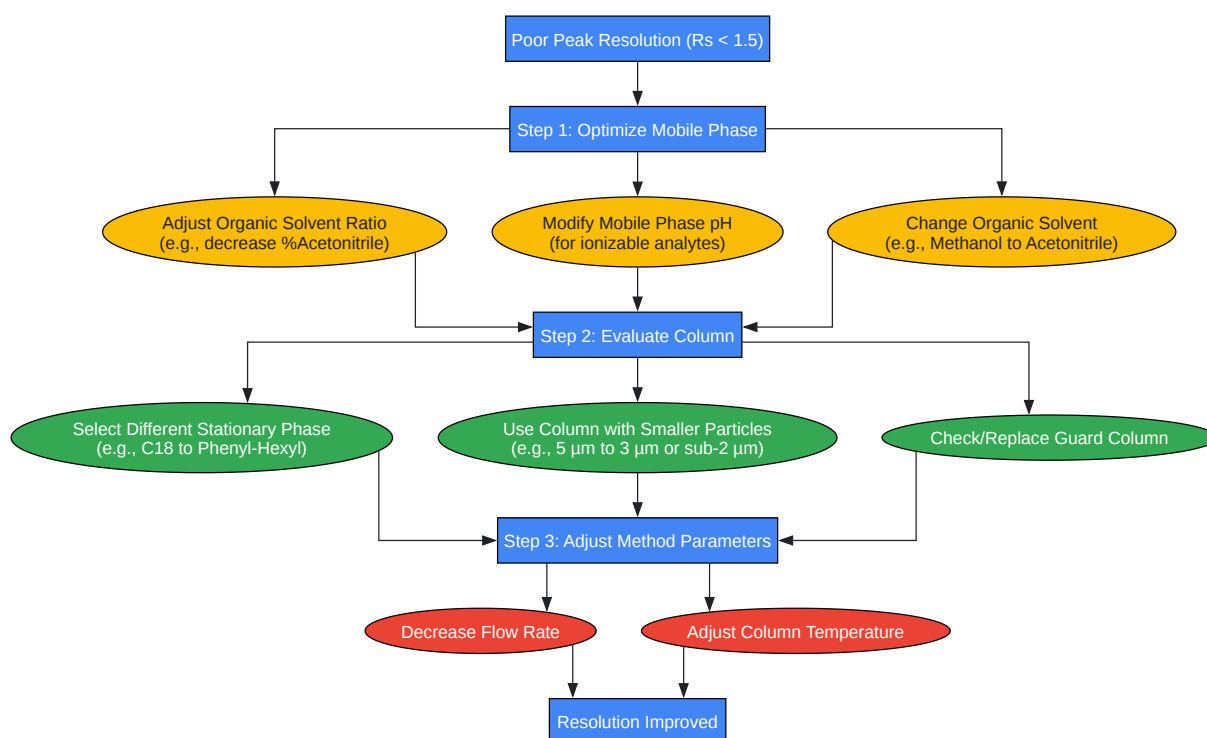 Poor Peak Resolution (Rs < 1.5)
Step 1: Optimize Mobile Phase
Adjust Organic Solvent Ratio
(e.g., decrease %Acetonitrile)
Modify Mobile Phase pH
(for ionizable analytes)
Change Organic Solvent
(e.g., Methanol to Acetonitrile)
Step 2: Evaluate Column
Select Different Stationary Phase
(e.g., C18 to Phenyl-Hexyl)
Use Column with Smaller Particles
(e.g., 5 µm to 3 µm or sub-2 µm)
Check/Replace Guard Column
Step 3: Adjust Method Parameters
Decrease Flow Rate
Adjust Column Temperature
Resolution Improved